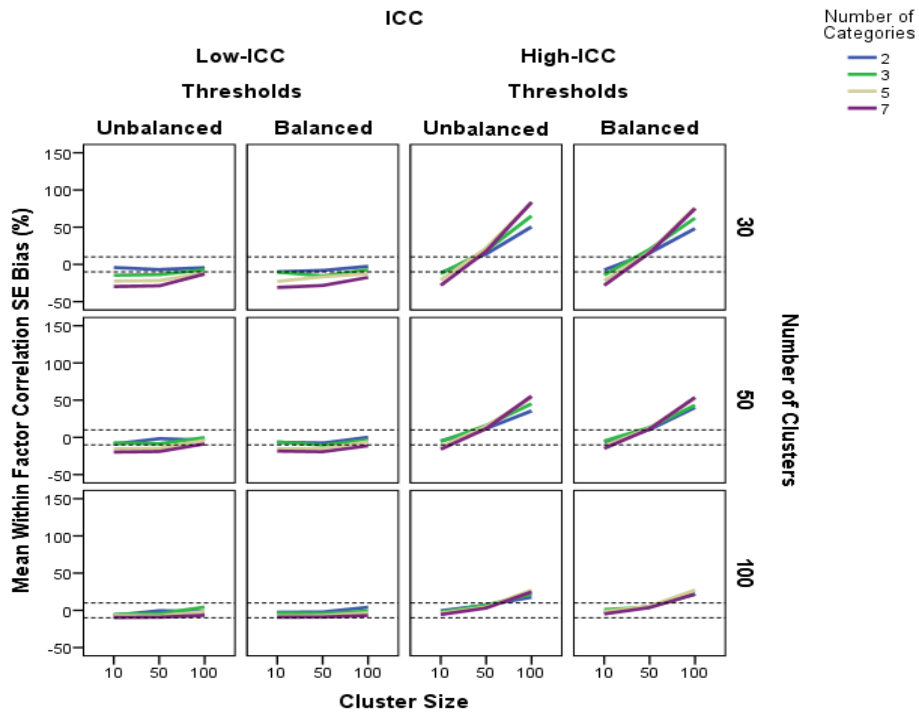 ICC
Low-ICC High-ICC
Thresholds Thresholds
Unbalanced Balanced Unbalanced Balanced
Number of
Categories
2
3
5
7
Mean Within Factor Correlation SE Bias (%)
150
100
50
0
-50
30
150
100
50
0
-50
50
150
100
50
0
-50
100
Number of Clusters
10 50 100 10 50 100 10 50 100 10 50 100
Cluster Size